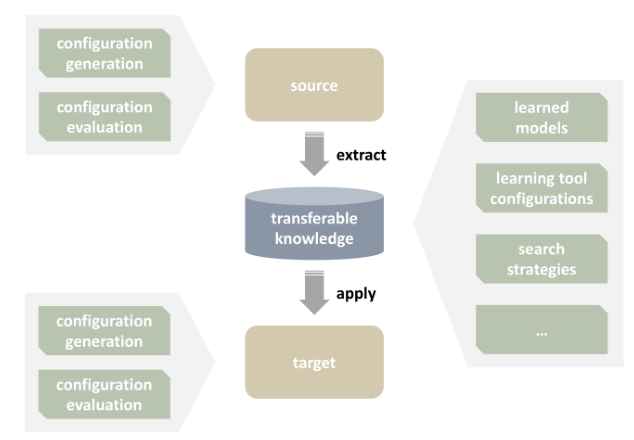 configuration
generation
configuration
evaluation
source
extract
transferable
knowledge
learned
models
learning tool
configurations
search
strategies
...
apply
configuration
generation
configuration
evaluation
target